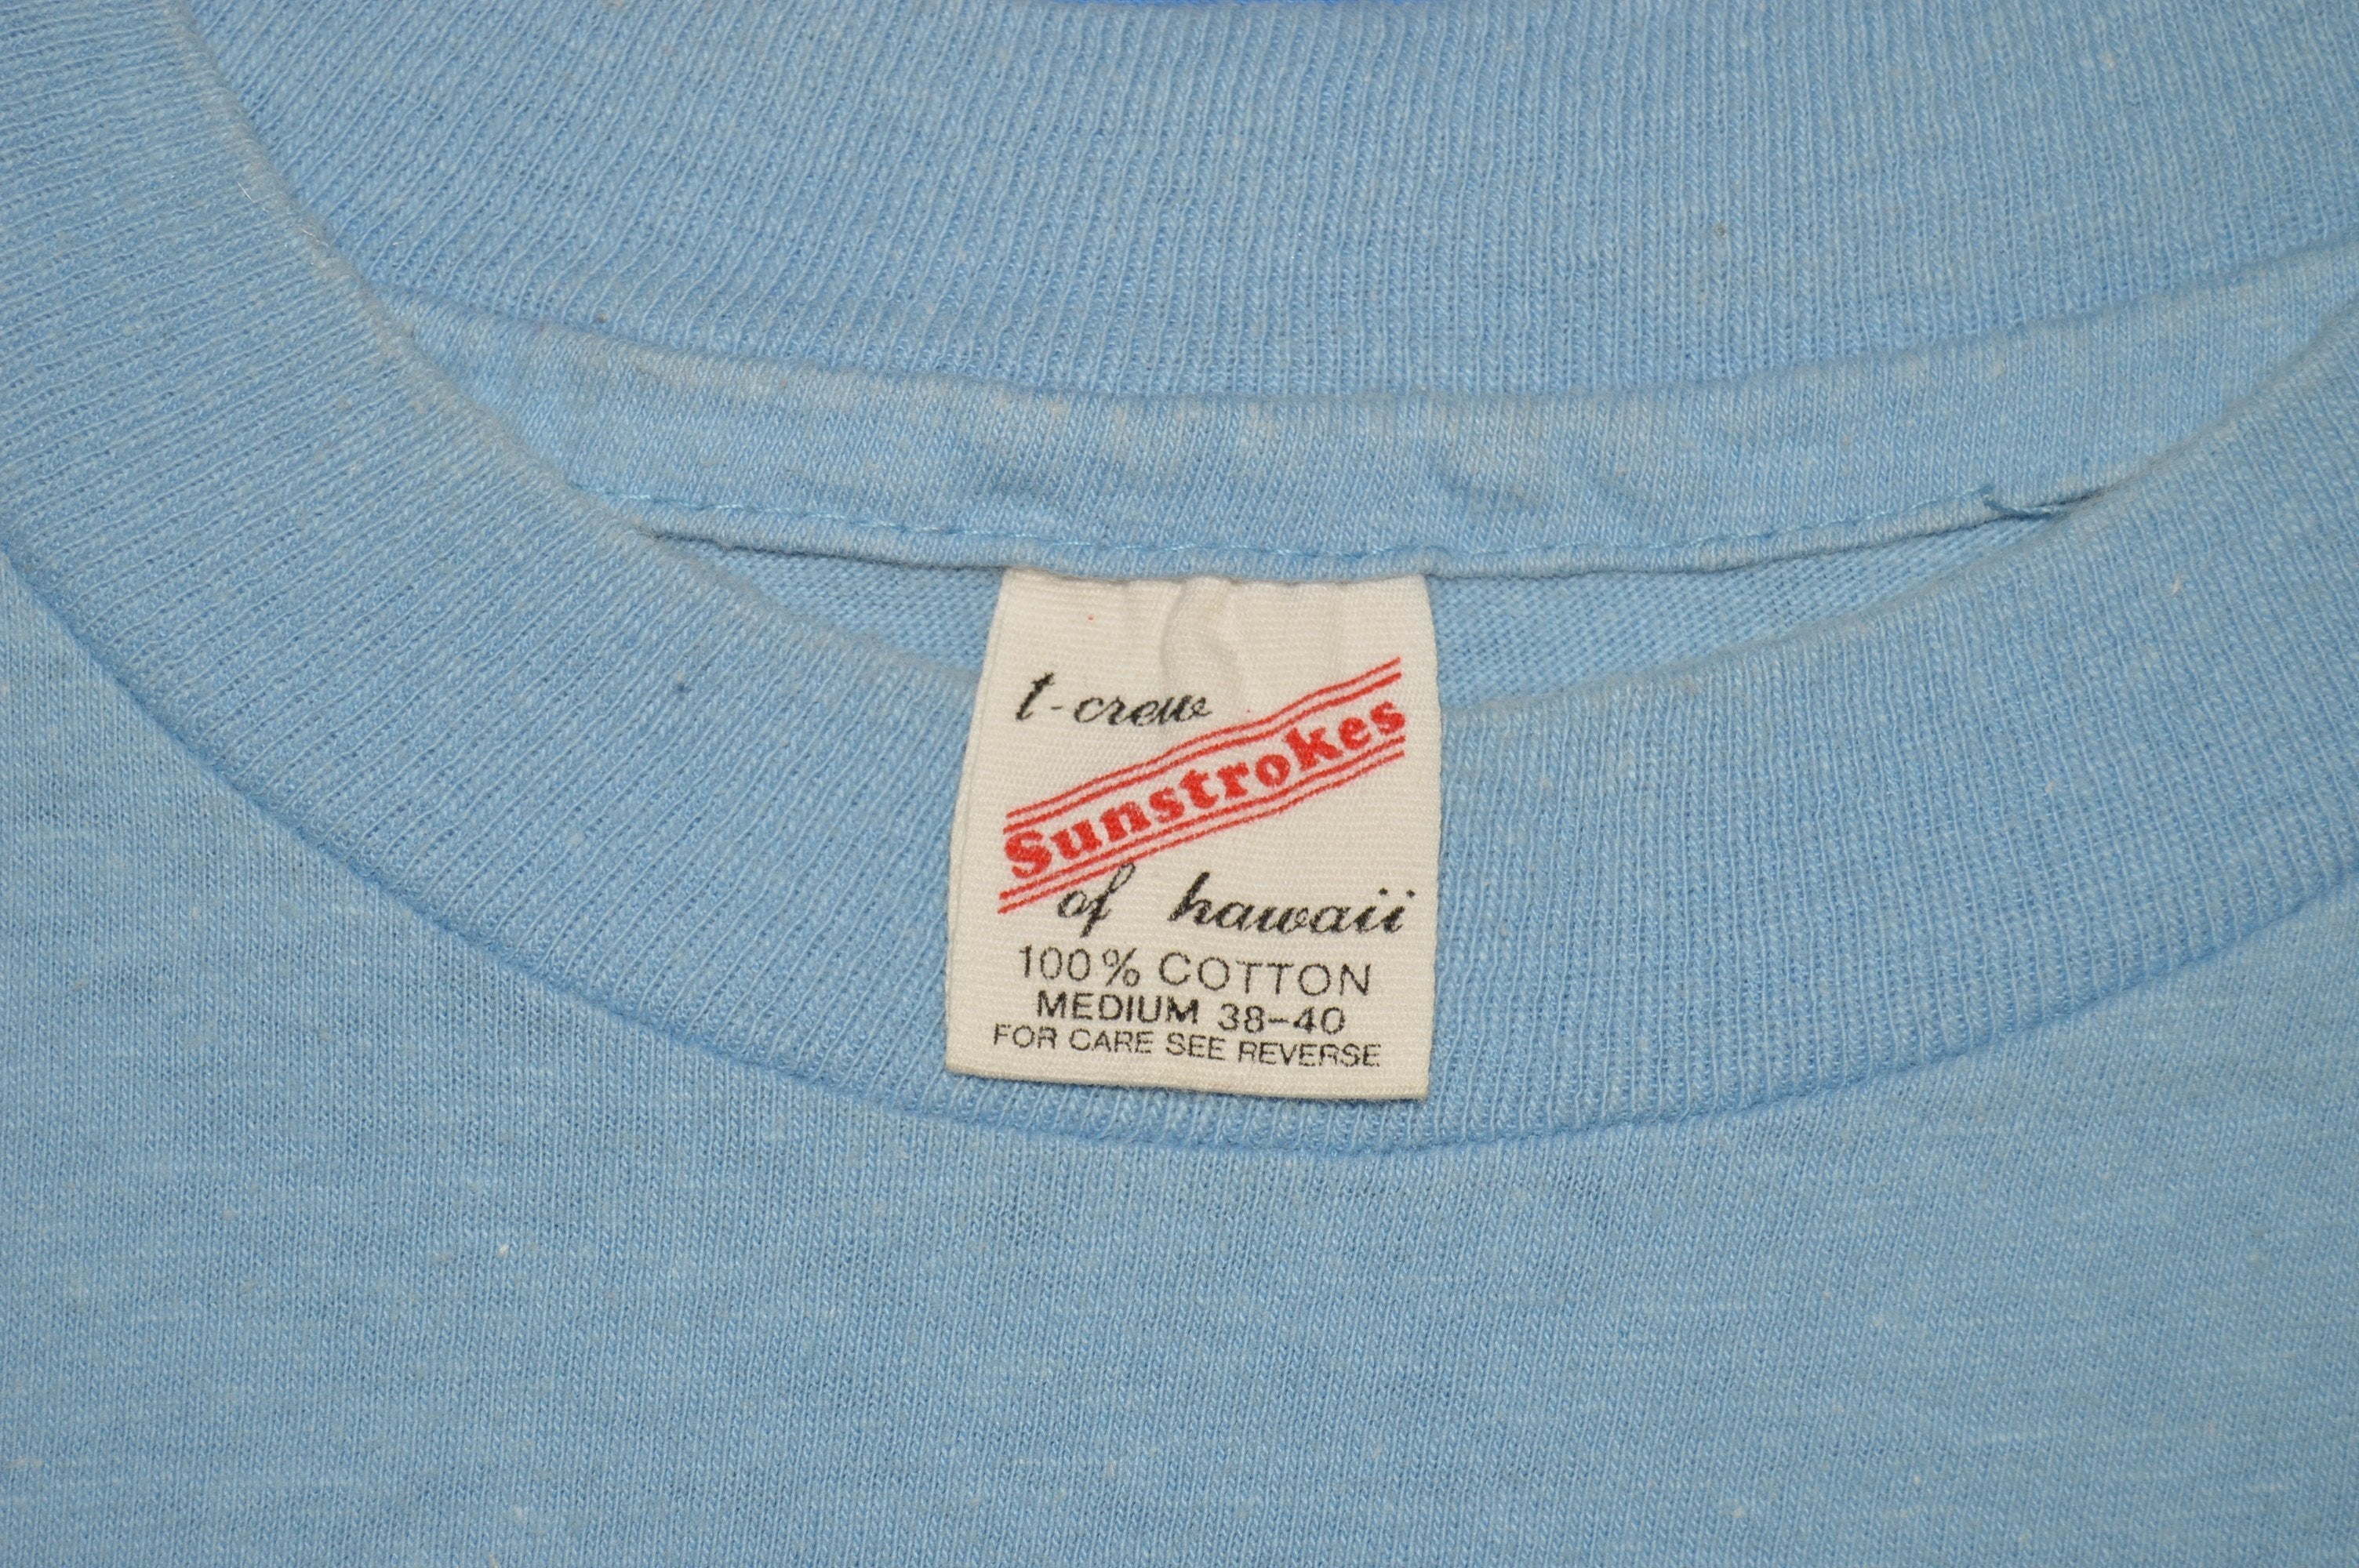 t-crew
Sunstrokes
of hawaii
100% COTTON
MEDIUM 38-40
FOR CARE SEE REVERSE